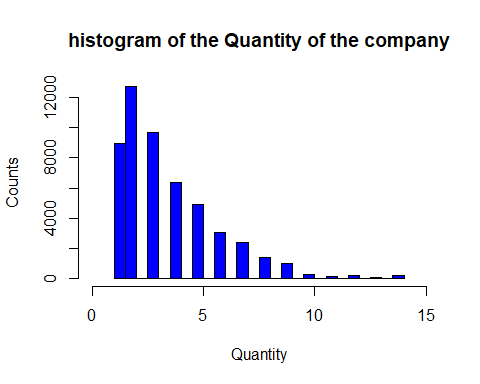 histogram of the Quantity of the company
Counts
12000
8000
4000
0
0 5 10 15
Quantity